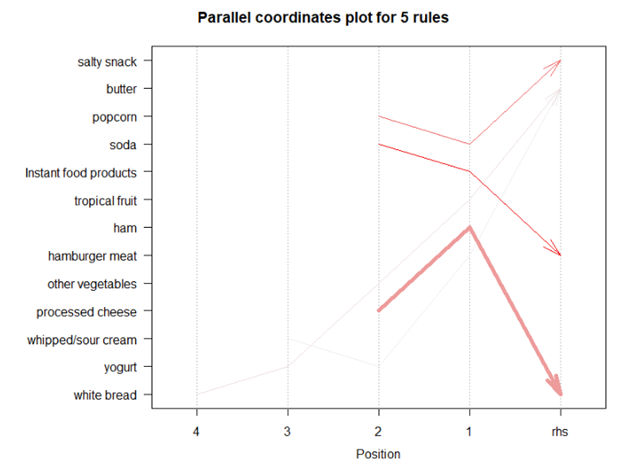 Parallel coordinates plot for 5 rules
salty snack
butter
popcorn
soda
Instant food products
tropical fruit
ham
hamburger meat
other vegetables
processed cheese
whipped/sour cream
yogurt
white bread
4 3 2 1 rhs
Position